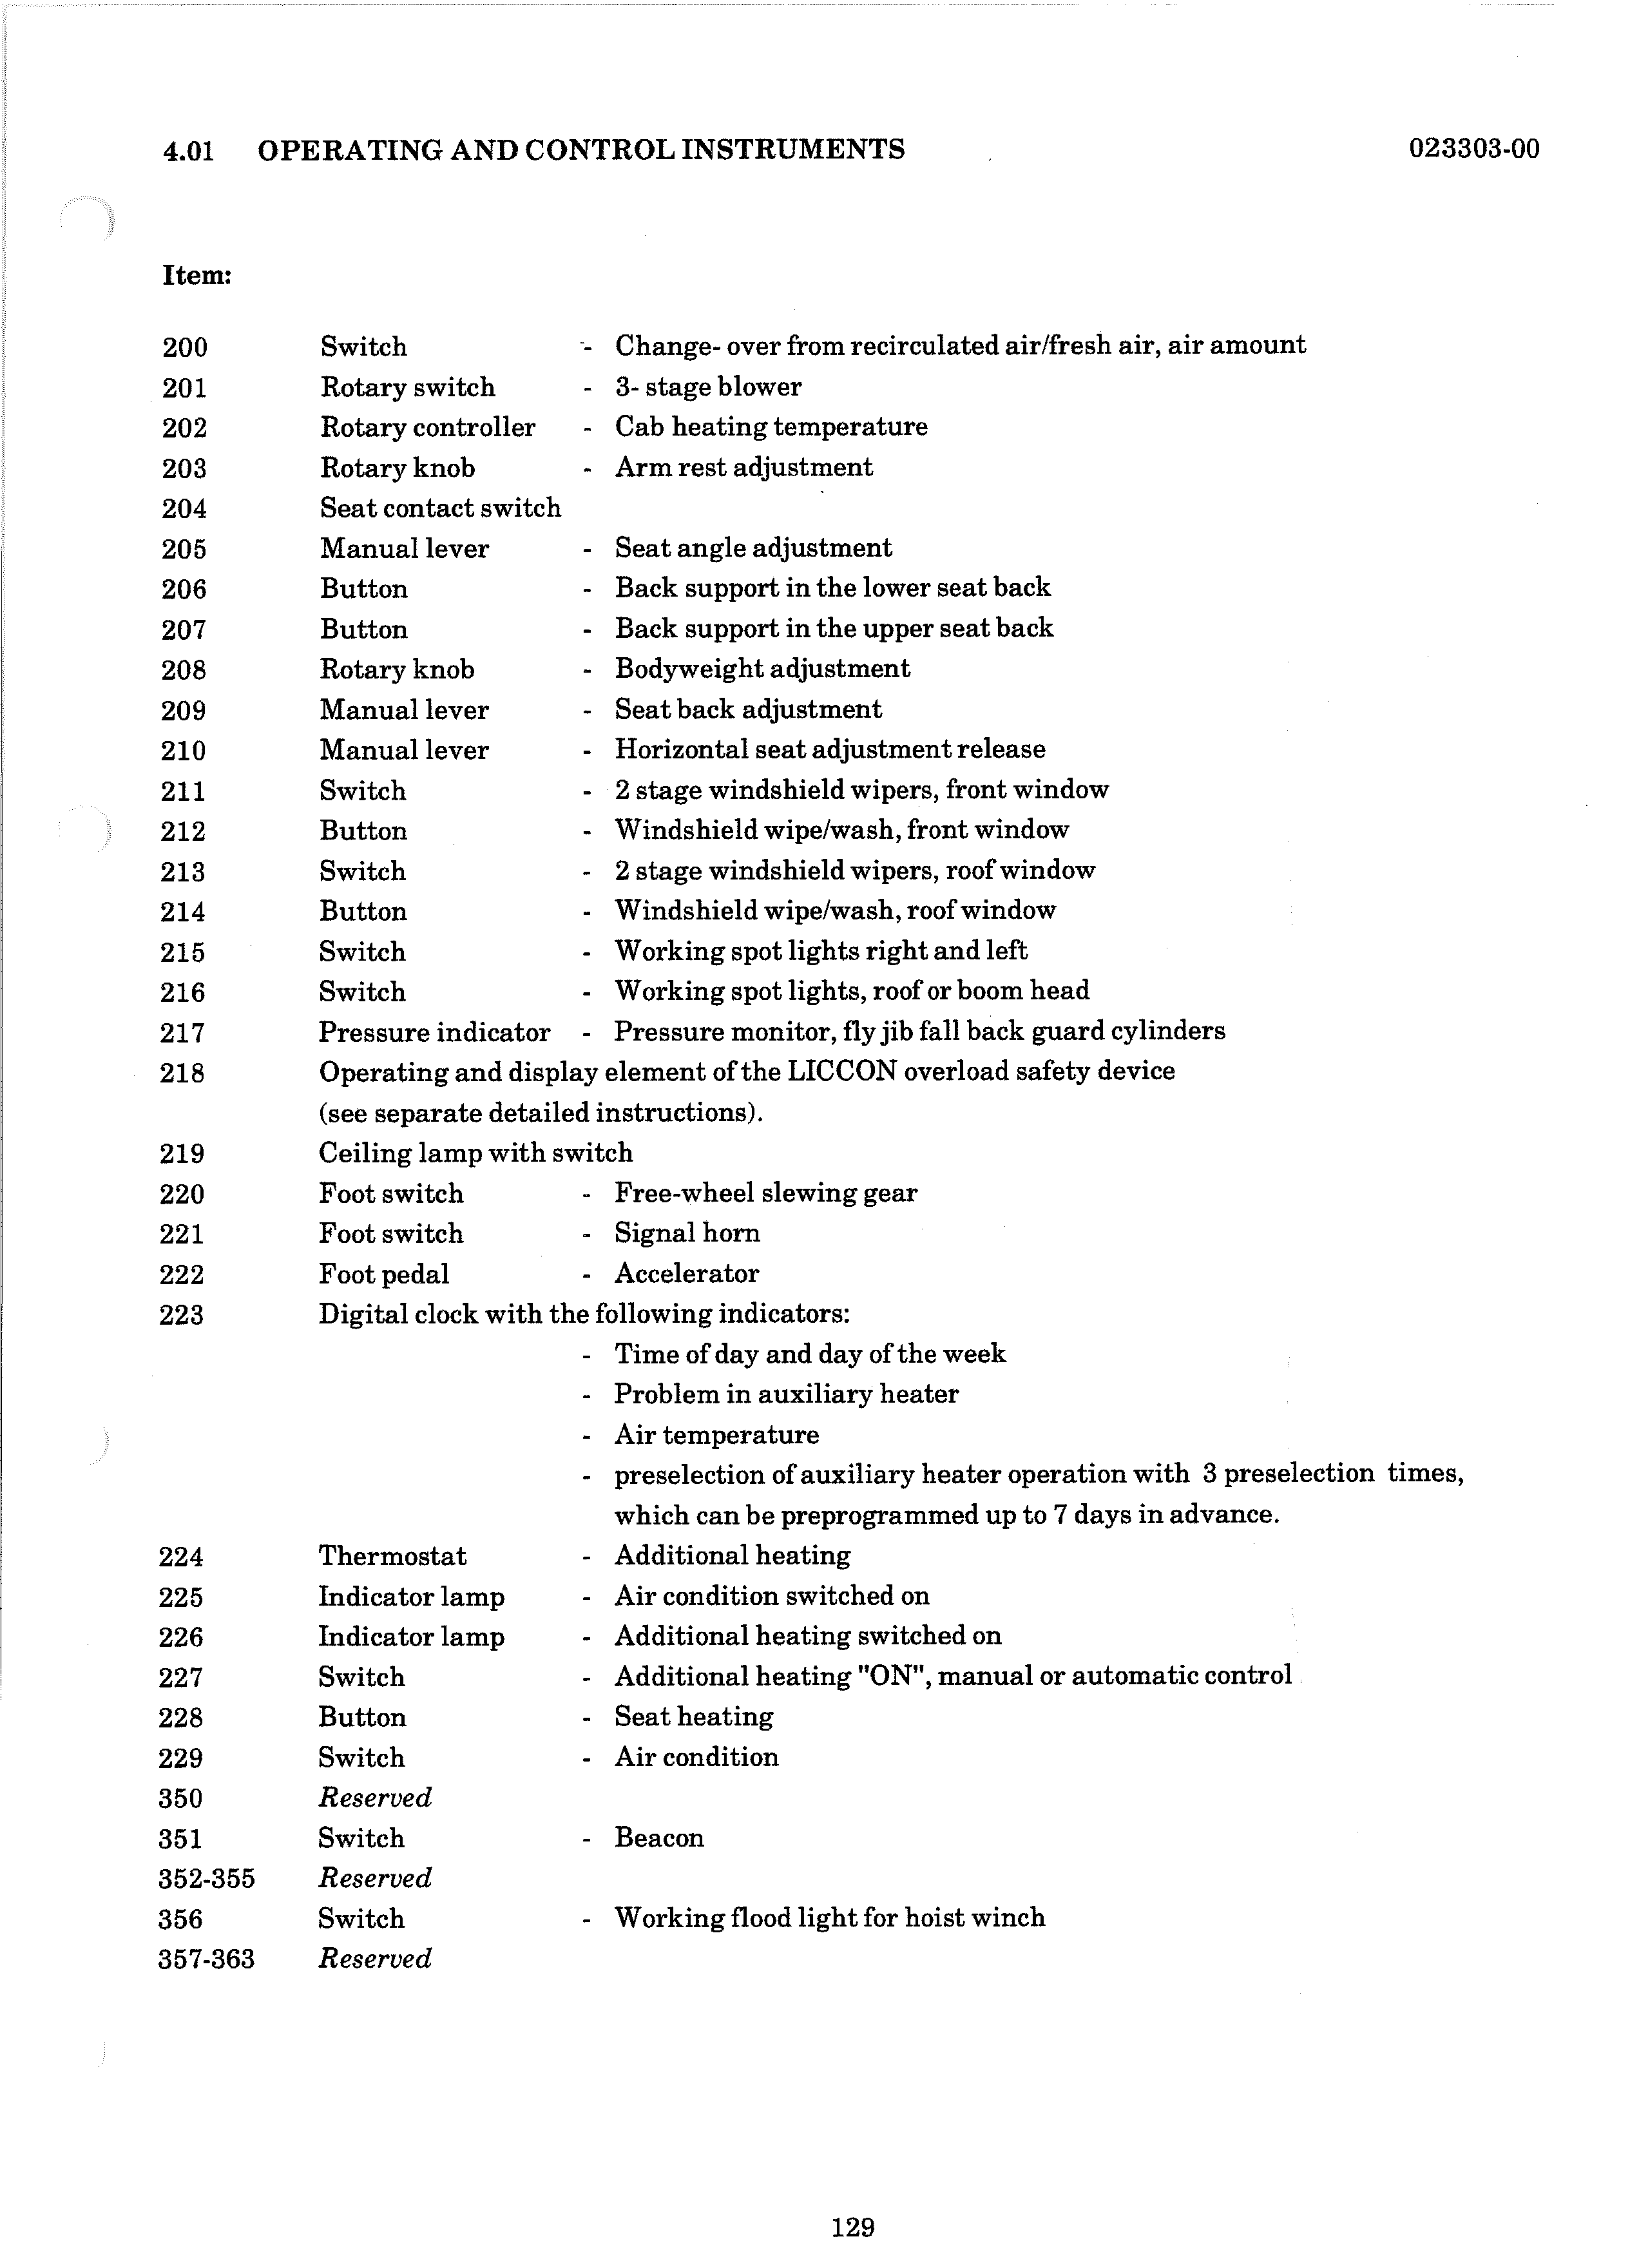 4.01 OPERATING AND CONTROL INSTRUMENTS 023303-00
Item:
200 Switch - Change- over from recirculated air/fresh air, air amount
201 Rotary switch - 3- stage blower
202 Rotary controller - Cab heating temperature
203 Rotary knob - Arm rest adjustment
204 Seat contact switch
205 Manual lever - Seat angle adjustment
206 Button - Back support in the lower seat back
207 Button - Back support in the upper seat back
208 Rotary knob - Bodyweight adjustment
209 Manual lever - Seat back adjustment
210 Manual lever - Horizontal seat adjustment release
211 Switch - 2 stage windshield wipers, front window
212 Button - Windshield wipe/wash, front window
213 Switch - 2 stage windshield wipers, roof window
214 Button - Windshield wipe/wash, roof window
215 Switch - Working spot lights right and left
216 Switch - Working spot lights, roof or boom head
217 Pressure indicator - Pressure monitor, fly jib fall back guard cylinders
218 Operating and display element of the LICCON overload safety device
(see separate detailed instructions).
219 Ceiling lamp with switch
220 Foot switch - Free-wheel slewing gear
221 Foot switch - Signal horn
222 Foot pedal - Accelerator
223 Digital clock with the following indicators:
- Time of day and day of the week
- Problem in auxiliary heater
- Air temperature
- preselection of auxiliary heater operation with 3 preselection times,
which can be preprogrammed up to 7 days in advance.
224 Thermostat - Additional heating
225 Indicator lamp - Air condition switched on
226 Indicator lamp - Additional heating switched on
227 Switch - Additional heating "ON", manual or automatic control
228 Button - Seat heating
229 Switch - Air condition
350 Reserved
351 Switch - Beacon
352-355 Reserved
356 Switch - Working flood light for hoist winch
357-363 Reserved
129